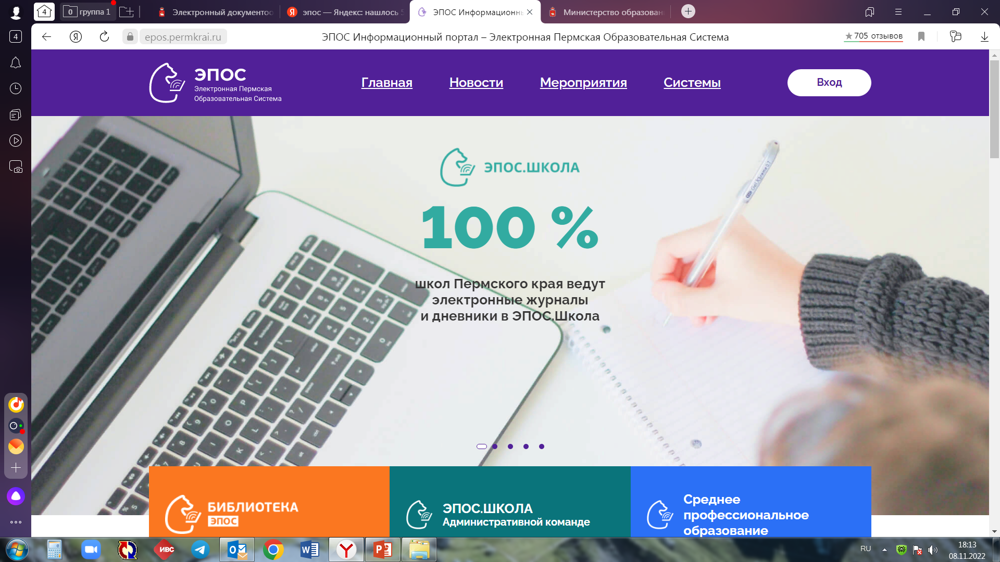 4
0 группа 1
Электронный документоо
Я эпос — Яндекс: нашлось 5
ЭПОС Информационнь
Министерство образован
4
epos.permkrai.ru
ЭПОС Информационный портал – Электронная Пермская Образовательная Система
705 отзывов
ЭПОС
Электронная Пермская
Образовательная Система
Главная
Новости
Мероприятия
Системы
Вход
ЭПОС.ШКОЛА
100 %
школ Пермского края ведут
электронные журналы
и дневники в ЭПОС.Школа
БИБЛИОТЕКА
ЭПОС
ЭПОС.ШКОЛА
Административной команде
Среднее
профессиональное
образование
ИВС
RU
18:13
08.11.2022